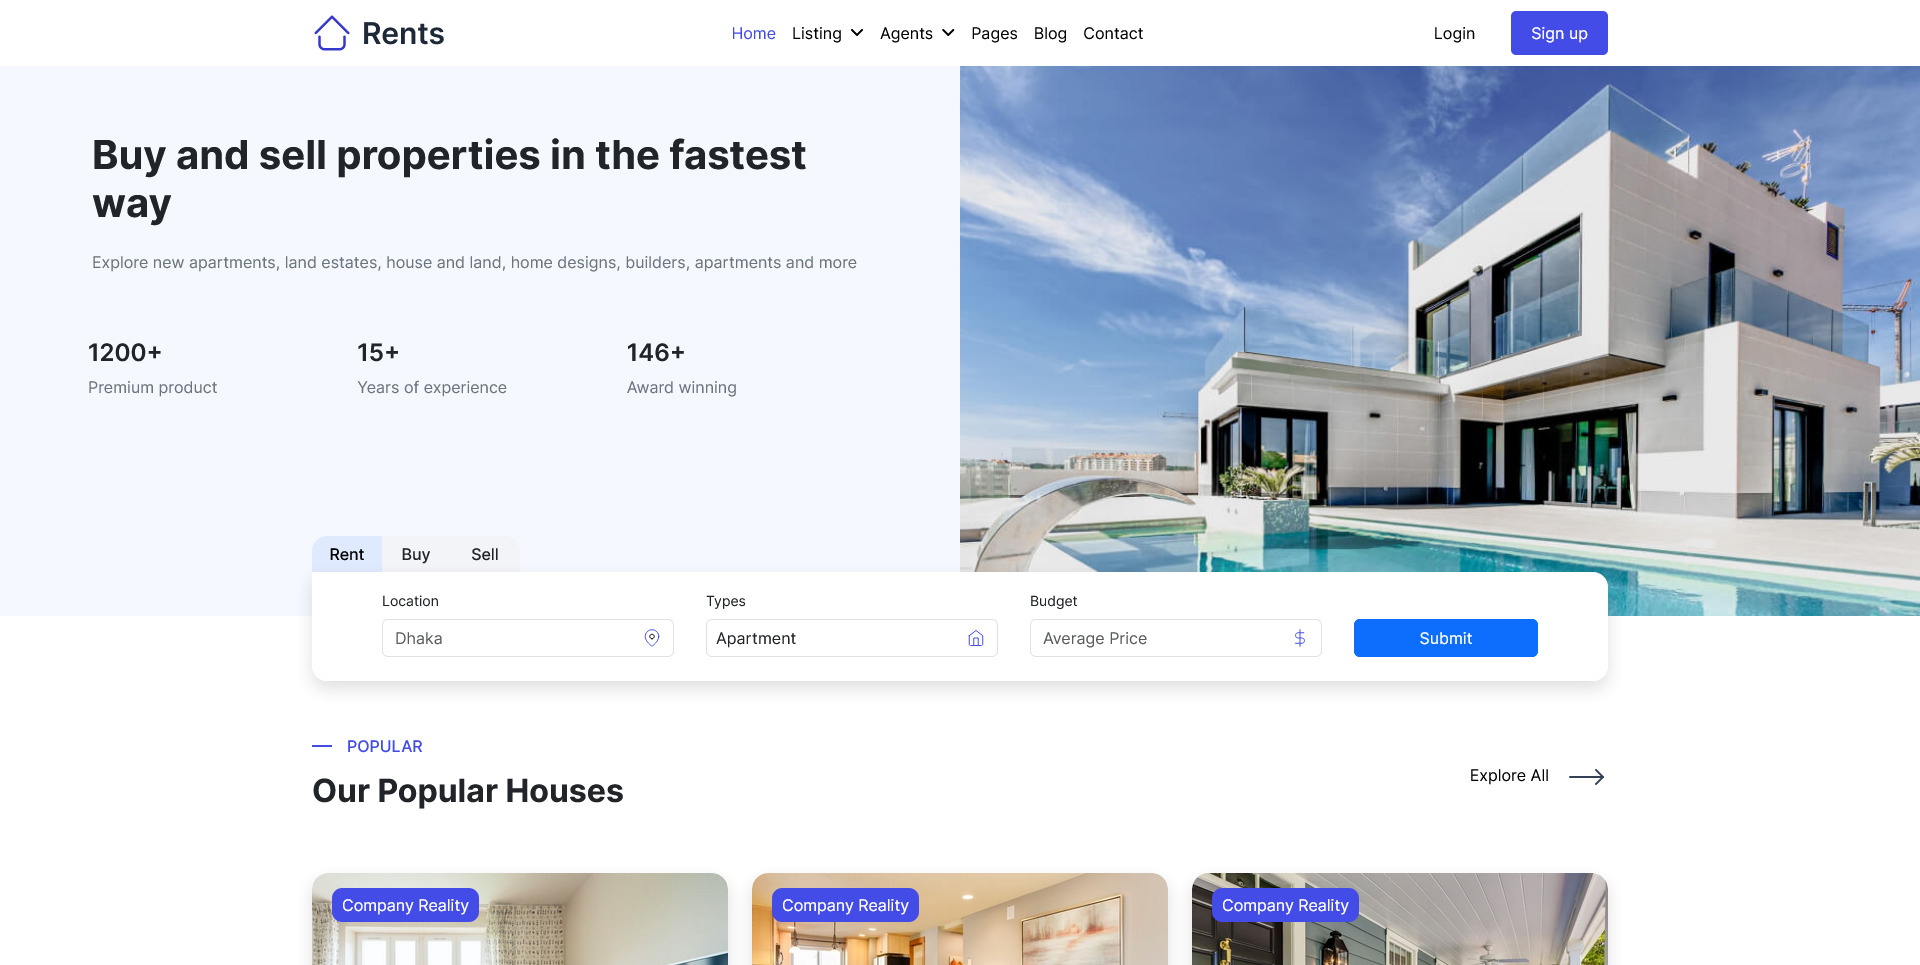 Rents
Home Listing Agents Pages Blog Contact
Login Sign up
Buy and sell properties in the fastest
way
Explore new apartments, land estates, house and land, home designs, builders, apartments and more
1200+ 15+ 146+
Premium product Years of experience Award winning
Rent Buy Sell
Location Types Budget
Dhaka Apartment Average Price Submit
POPULAR
Our Popular Houses
Explore All
Company Reality Company Reality Company Reality